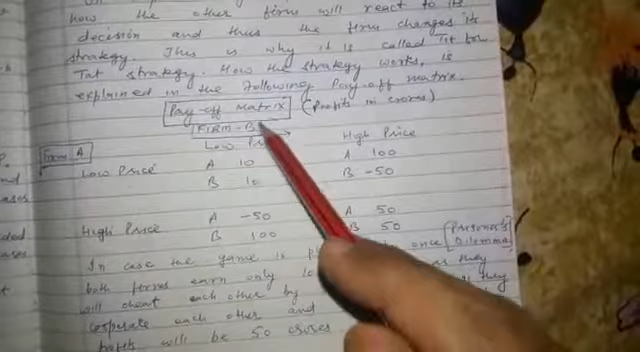 how the other firm will react to its
decision and thus the firm changes its
strategy. This is why it is called Tit for
Tat strategy. How the strategy works, is
explained in the following Pay-off matrix.
Pay-off Matrix (Profits in crores)
FIRM-B
Low High Price
Firm A
Low Price A 10 A 100
B 10 B -50
High Price A -50 A 50
B 100 B 50
Prisoner's Dilemma
In case the game is once
both firms earn only as they
will cheat each other by they
cooperate each other and
will be 50 crores